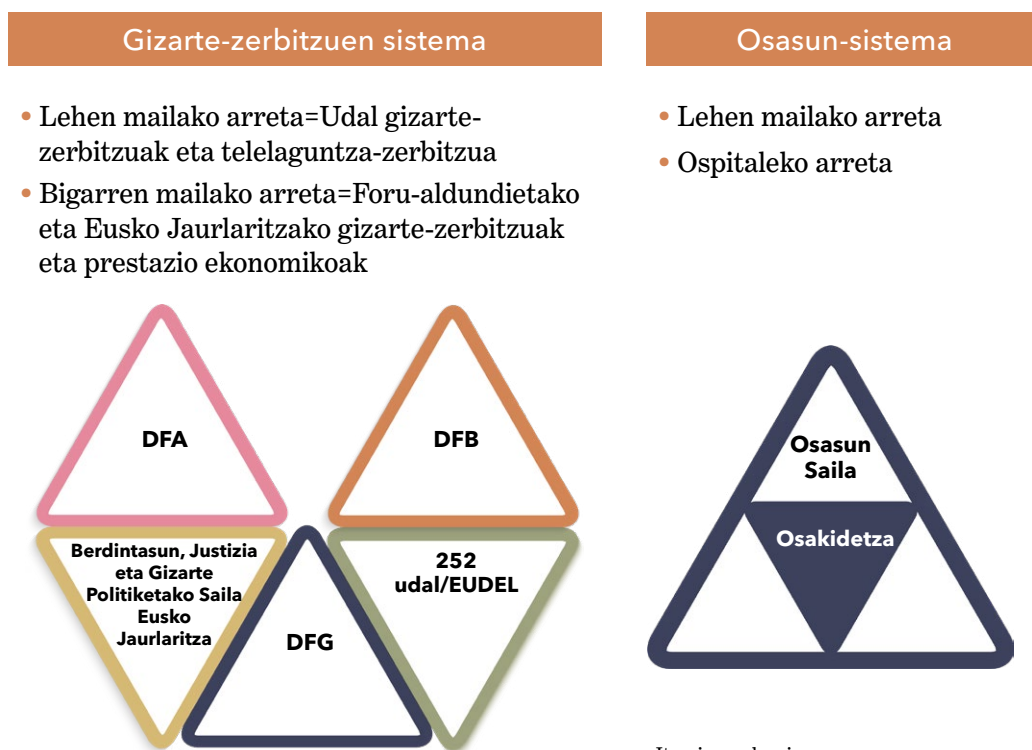 Gizarte-zerbitzuen sistema
• Lehen mailako arreta=Udal gizarte-
zerbitzuak eta telelaguntza-zerbitzua
• Bigarren mailako arreta=Foru-aldundietako
eta Eusko Jaurlaritzako gizarte-zerbitzuak
eta prestazio ekonomikoak
DFA
DFB
Berdintasun, Justizia
eta Gizarte
Politiketako Saila
Eusko
Jaurlaritza
DFG
252
udal/EUDEL
Osasun-sistema
• Lehen mailako arreta
• Ospitaleko arreta
Osasun
Saila
Osakidetza